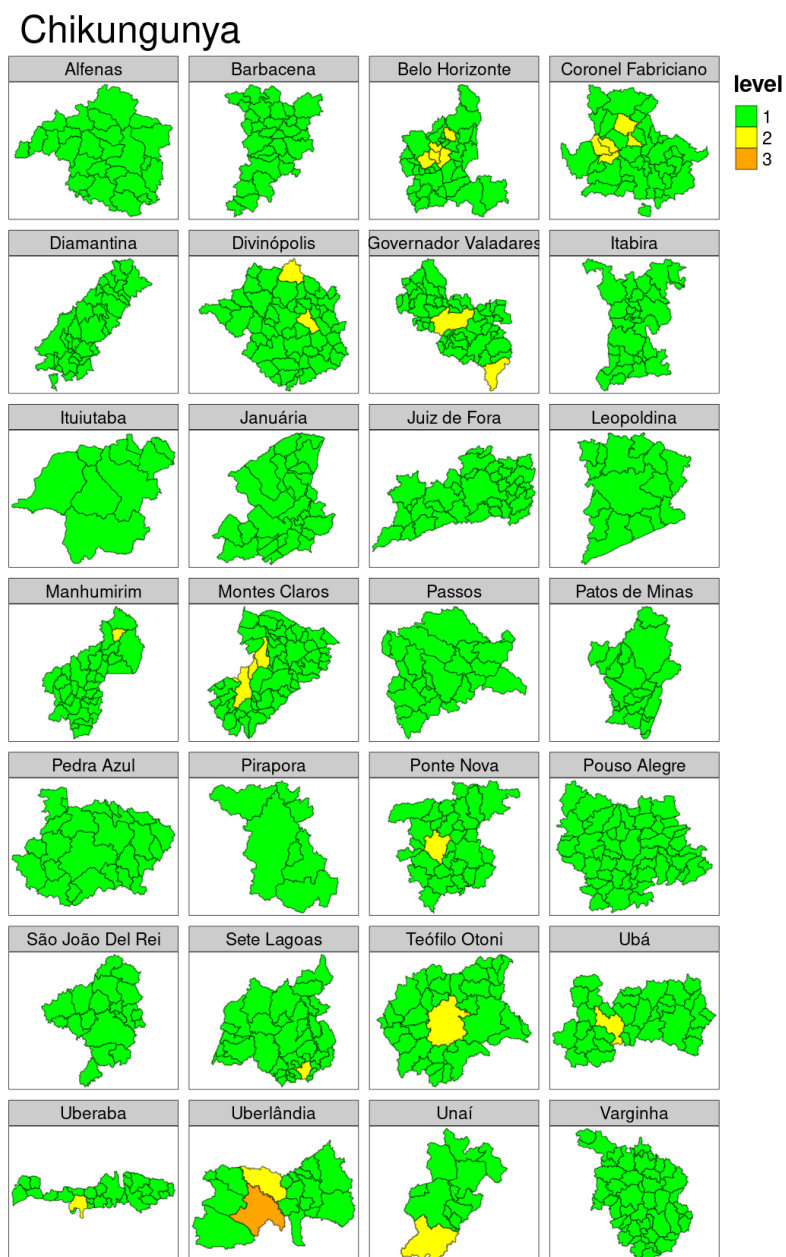 Chikungunya
Alfenas
Barbacena
Belo Horizonte
Coronel Fabriciano
level
1
2
3
Diamantina
Divinópolis
Governador Valadares
Itabira
Ituiutaba
Januária
Juiz de Fora
Leopoldina
Manhumirim
Montes Claros
Passos
Patos de Minas
Pedra Azul
Pirapora
Ponte Nova
Pouso Alegre
São João Del Rei
Sete Lagoas
Teófilo Otoni
Ubá
Uberaba
Uberlândia
Unaí
Varginha